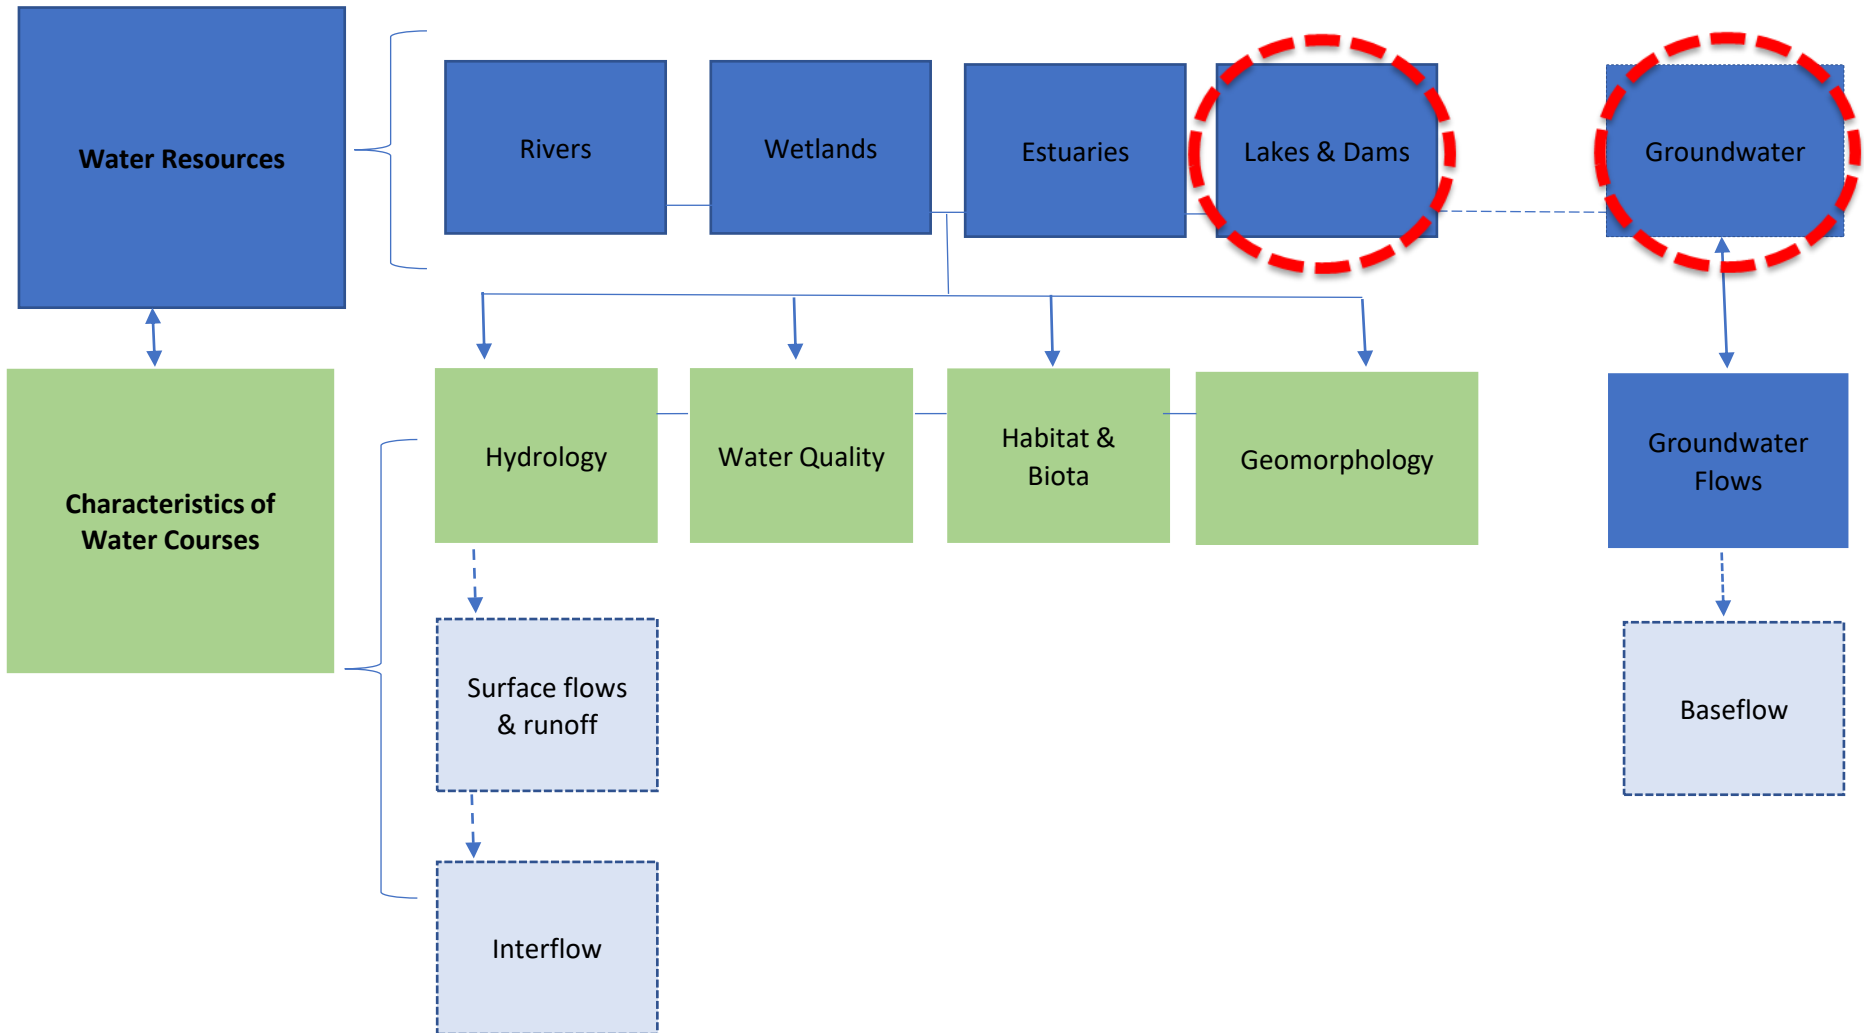 Water Resources
Rivers
Wetlands
Estuaries
Lakes & Dams
Groundwater
Characteristics of
Water Courses
Hydrology
Water Quality
Habitat &
Biota
Geomorphology
Groundwater
Flows
Surface flows
& runoff
Baseflow
Interflow